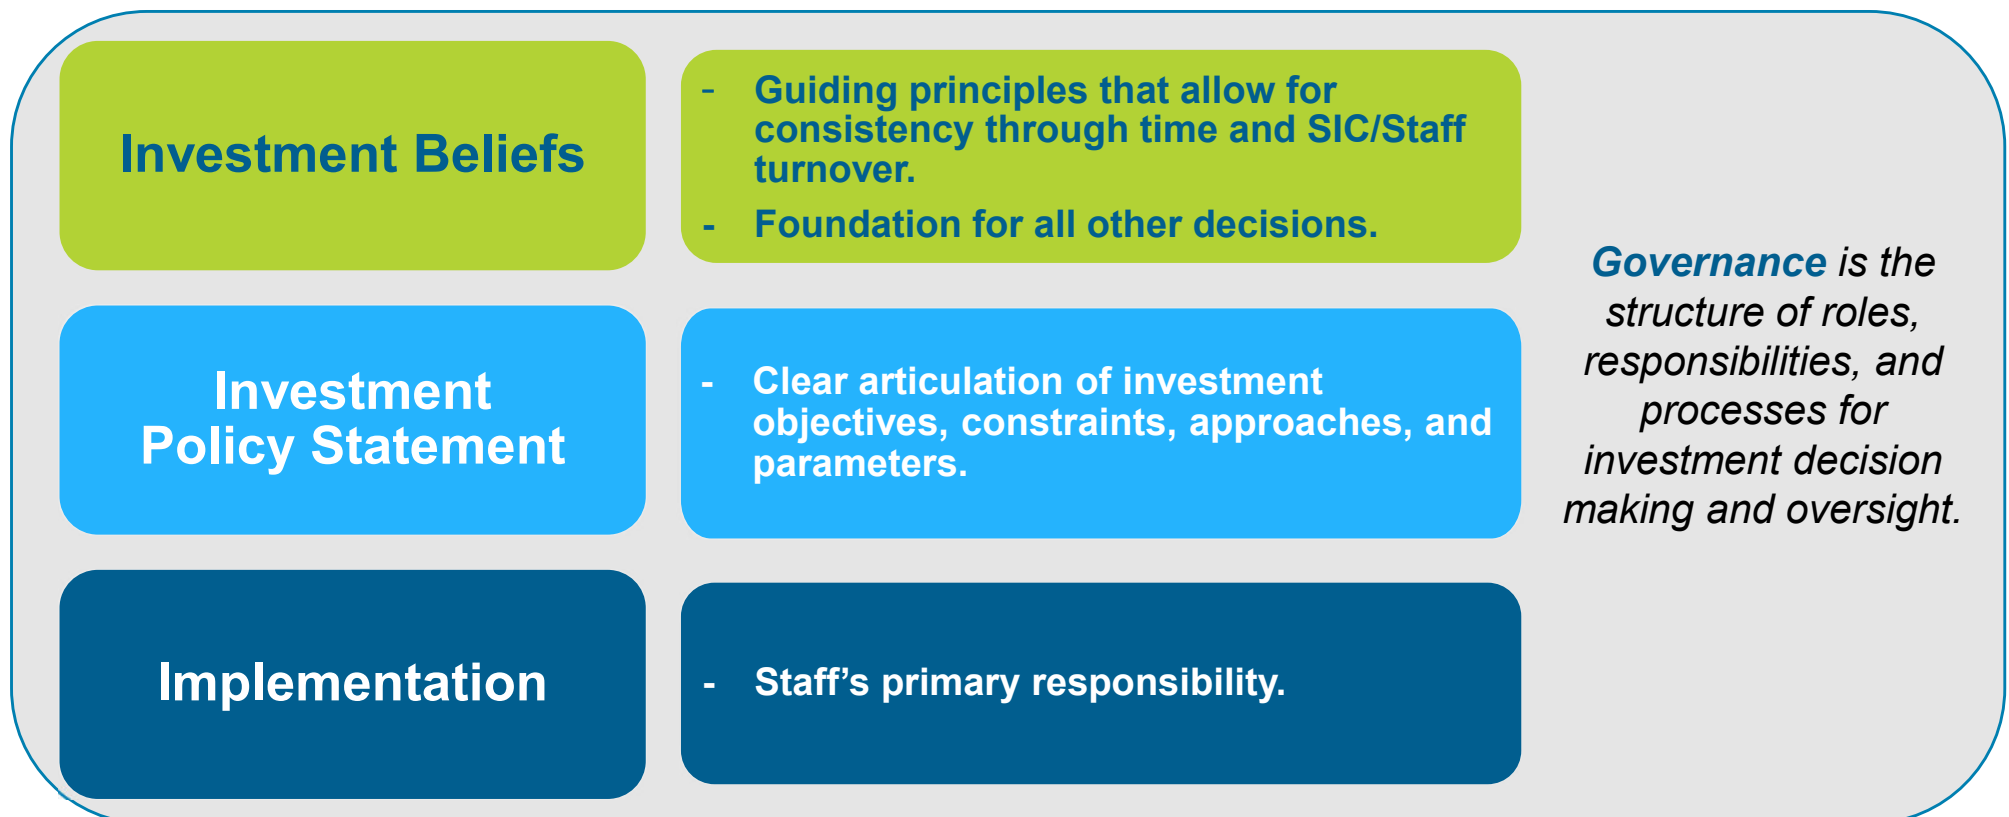 Investment Beliefs
- Guiding principles that allow for
consistency through time and SIC/Staff
turnover.
- Foundation for all other decisions.
Investment
Policy Statement
- Clear articulation of investment
objectives, constraints, approaches, and
parameters.
Implementation
- Staff’s primary responsibility.
Governance is the
structure of roles,
responsibilities, and
processes for
investment decision
making and oversight.